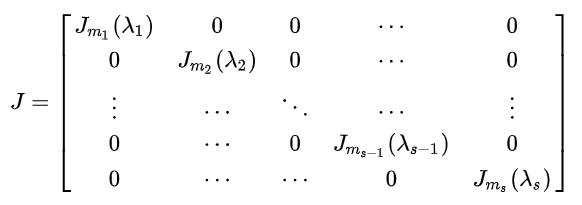 J_{m_1}(λ_1) 0 0 ⋯ 0
0 J_{m_2}(λ_2) 0 ⋯ 0
J = ⋮ ⋯ ⋱ ⋯ ⋮
0 ⋯ 0 J_{m_{s−1}}(λ_{s−1}) 0
0 ⋯ ⋯ 0 J_{m_s}(λ_s)